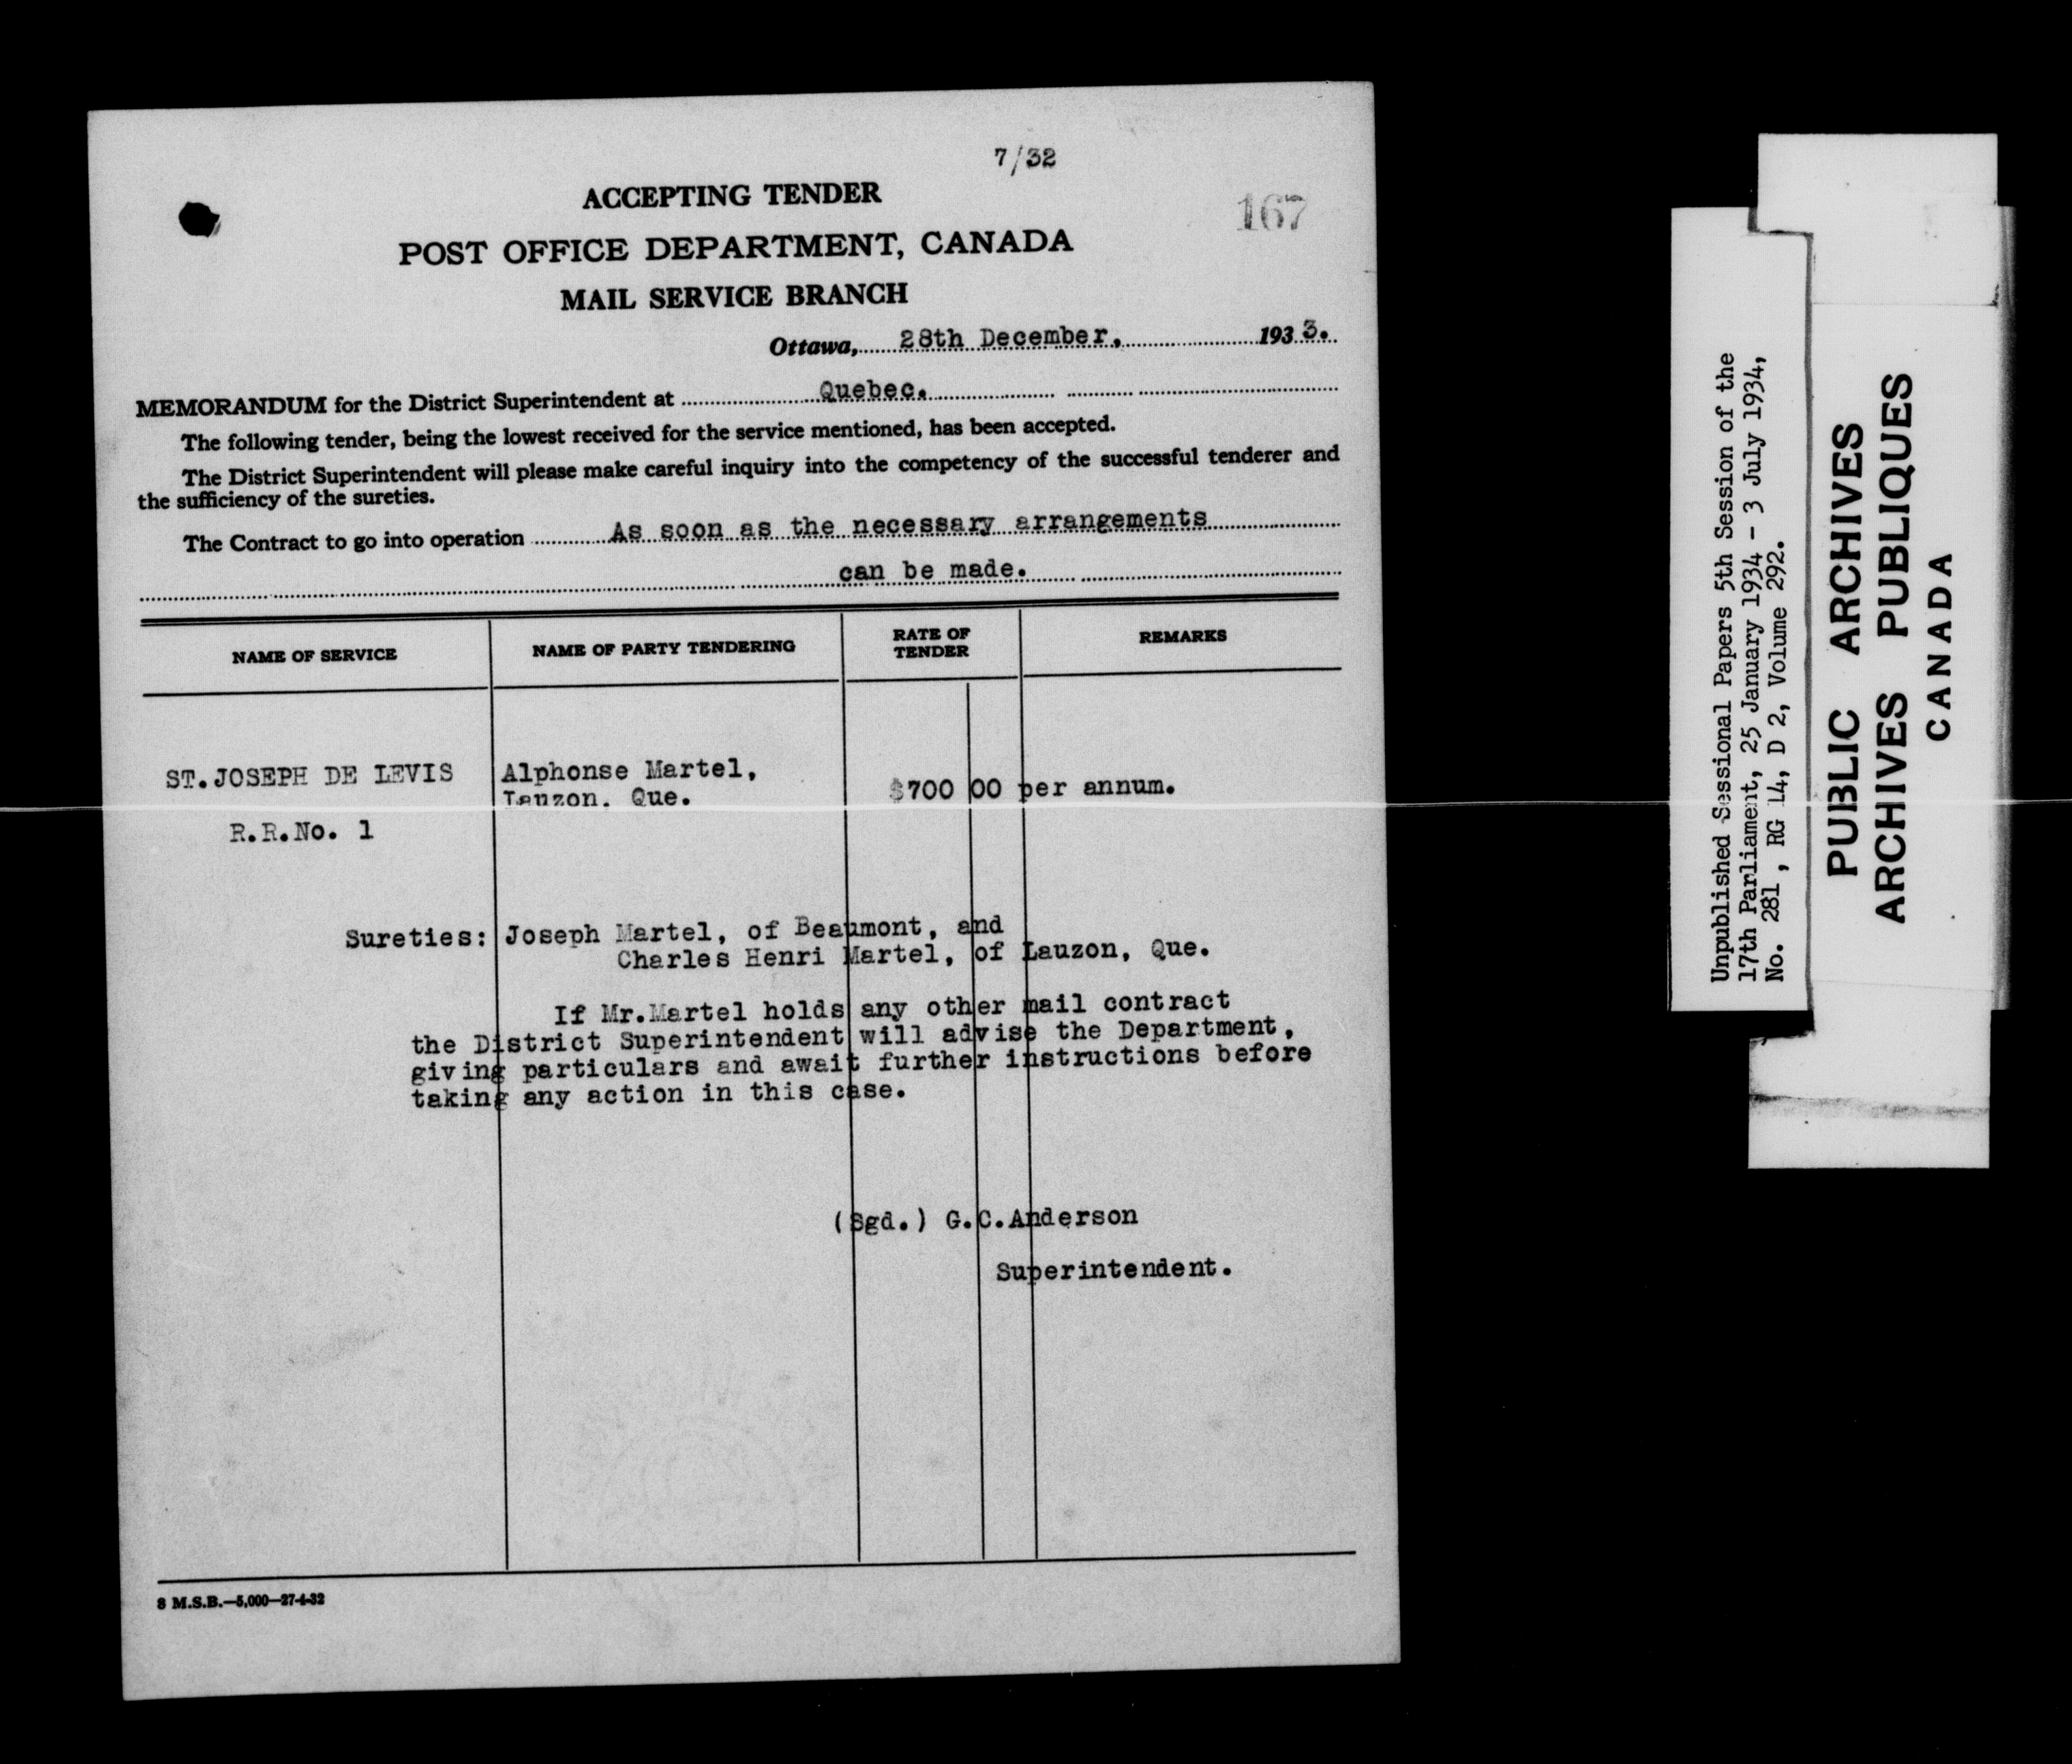 7/32
ACCEPTING TENDER
167
POST OFFICE DEPARTMENT, CANADA
MAIL SERVICE BRANCH
Ottawa, 28th December, 1933.
MEMORANDUM for the District Superintendent at Quebec.
The following tender, being the lowest received for the service mentioned, has been accepted.
The District Superintendent will please make careful inquiry into the competency of the successful tenderer and
the sufficiency of the sureties.
The Contract to go into operation As soon as the necessary arrangements
can be made.
NAME OF SERVICE NAME OF PARTY TENDERING RATE OF TENDER REMARKS
ST.JOSEPH DE LEVIS Alphonse Martel, $700 00 per annum.
Lauzon. Que.
R.R.No. 1
Sureties: Joseph Martel, of Beaumont, and
Charles Henri Martel, of Lauzon, Que.
If Mr.Martel holds any other mail contract
the District Superintendent will advise the Department,
giving particulars and await further instructions before
taking any action in this case.
(Sgd.) G.C.Anderson
Superintendent.
8 M.S.B.—5,000—27-4-32
Unpublished Sessional Papers 5th Session of the
17th Parliament, 25 January 1934 - 3 July 1934,
No. 281, RG 14, D 2, Volume 292.
PUBLIC ARCHIVES
ARCHIVES PUBLIQUES
CANADA